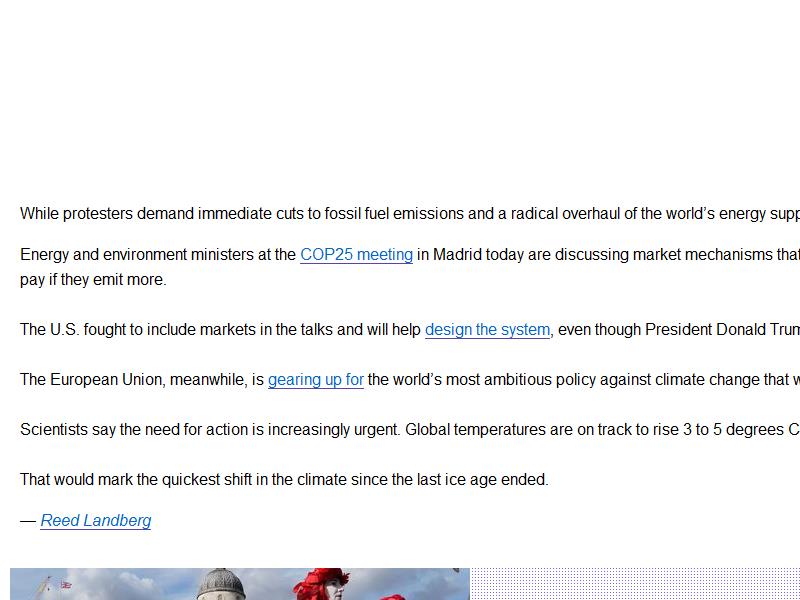 While protesters demand immediate cuts to fossil fuel emissions and a radical overhaul of the world’s energy
Energy and environment ministers at the COP25 meeting in Madrid today are discussing market mechanisms that
pay if they emit more.
The U.S. fought to include markets in the talks and will help design the system, even though President Donald
The European Union, meanwhile, is gearing up for the world’s most ambitious policy against climate change that
Scientists say the need for action is increasingly urgent. Global temperatures are on track to rise 3 to 5 degrees
That would mark the quickest shift in the climate since the last ice age ended.
— Reed Landberg